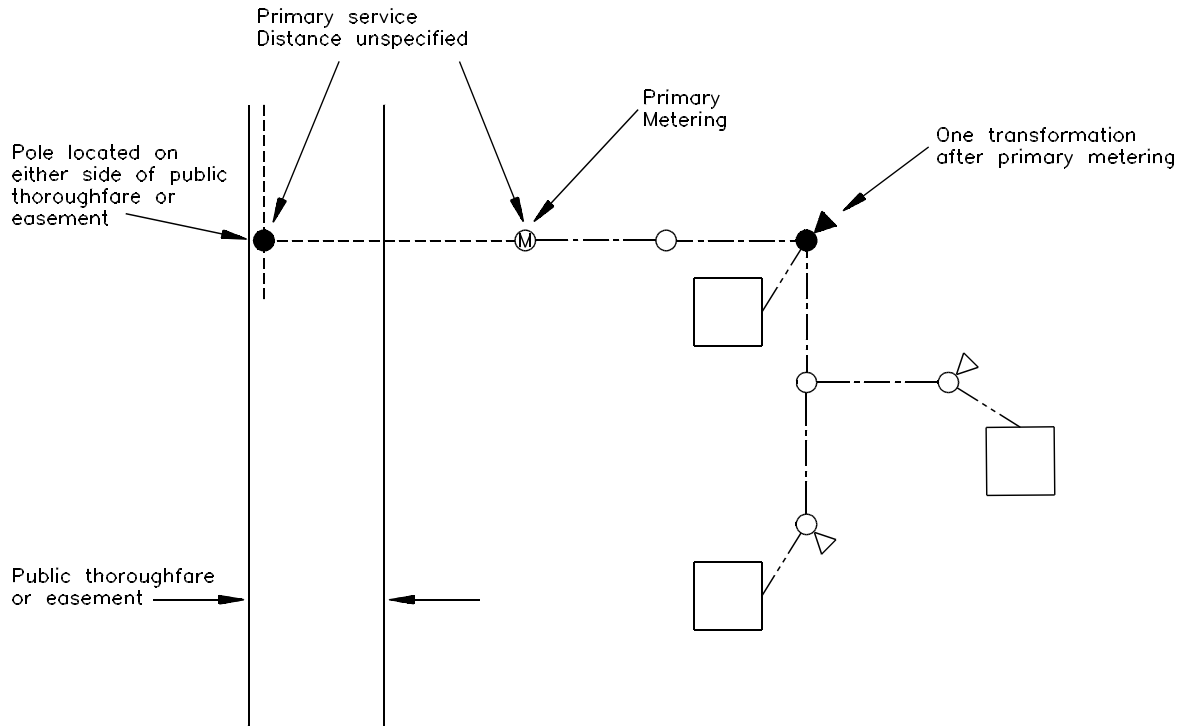 Primary service
Distance unspecified
Primary
Metering
One transformation
after primary metering
Pole located on
either side of public
thoroughfare or
easement
M
Public thoroughfare
or easement